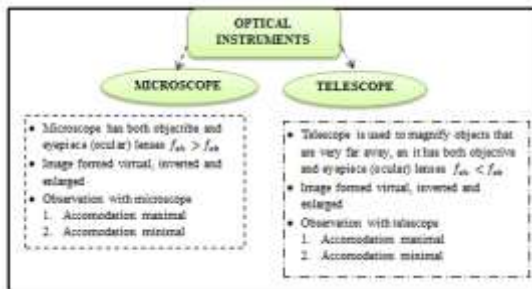 OPTICAL
INSTRUMENTS
MICROSCOPE
• Microscope has both objectibe and
eyepiece (ocular) lenses
• Image formed virtual, inverted and
enlarged
• Observation with microscope
1. Accomodation maximal
2. Accomodation minimal
TELESCOPE
• Telescope is used to magnify objects that
are very far away, it has both objective
and eyepiece (ocular) lenses
• Image formed virtual, inverted and
enlarged
• Observation with telescope
1. Accomodation maximal
2. Accomodation minimal